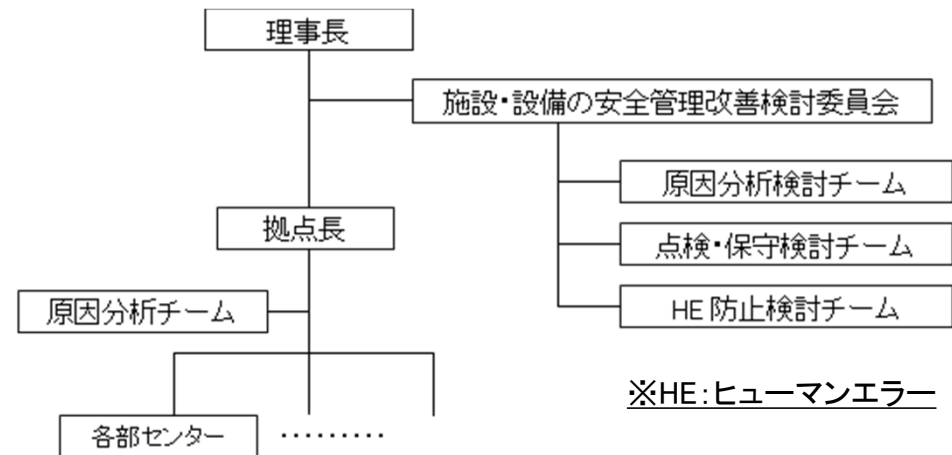 理事長
施設・設備の安全管理改善検討委員会
原因分析検討チーム
拠点長
点検・保守検討チーム
原因分析チーム
HE 防止検討チーム
※HE:ヒューマンエラー
各部センター ・・・・・・・・・